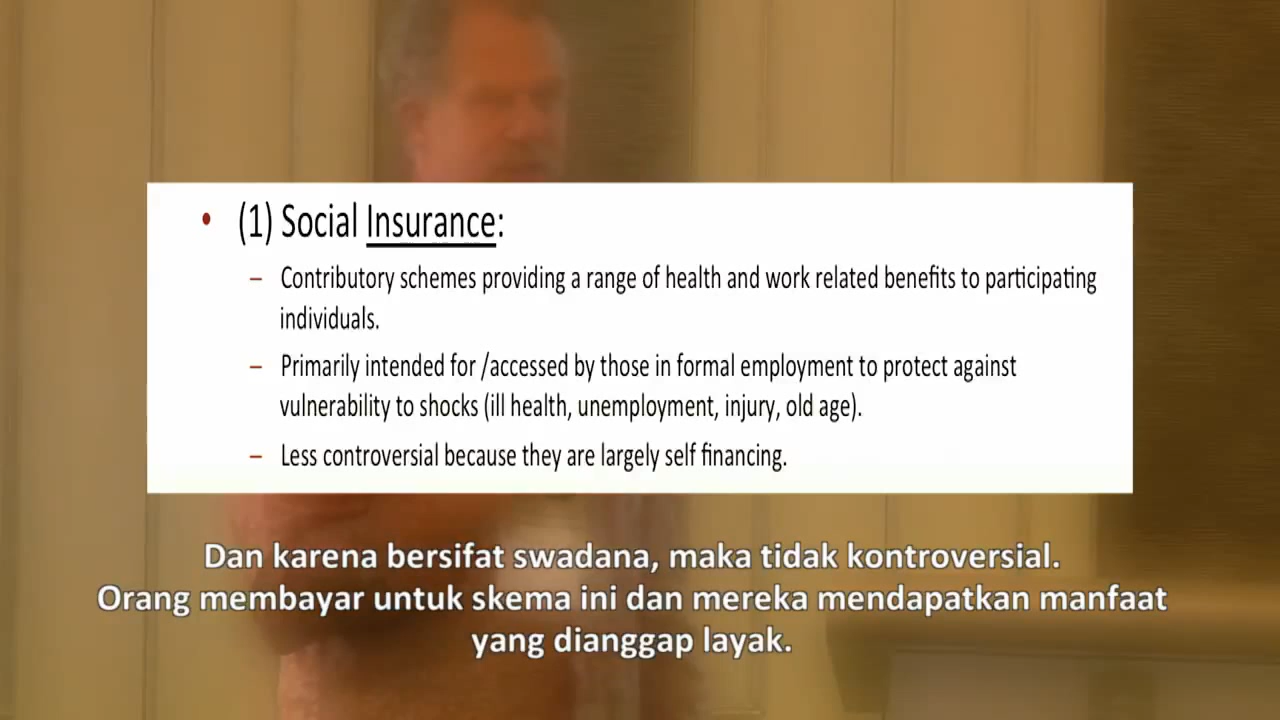 • (1) Social Insurance:
– Contributory schemes providing a range of health and work related benefits to participating
individuals.
– Primarily intended for /accessed by those in formal employment to protect against
vulnerability to shocks (ill health, unemployment, injury, old age).
– Less controversial because they are largely self financing.
Dan karena bersifat swadana, maka tidak kontroversial.
Orang membayar untuk skema ini dan mereka mendapatkan manfaat
yang dianggap layak.